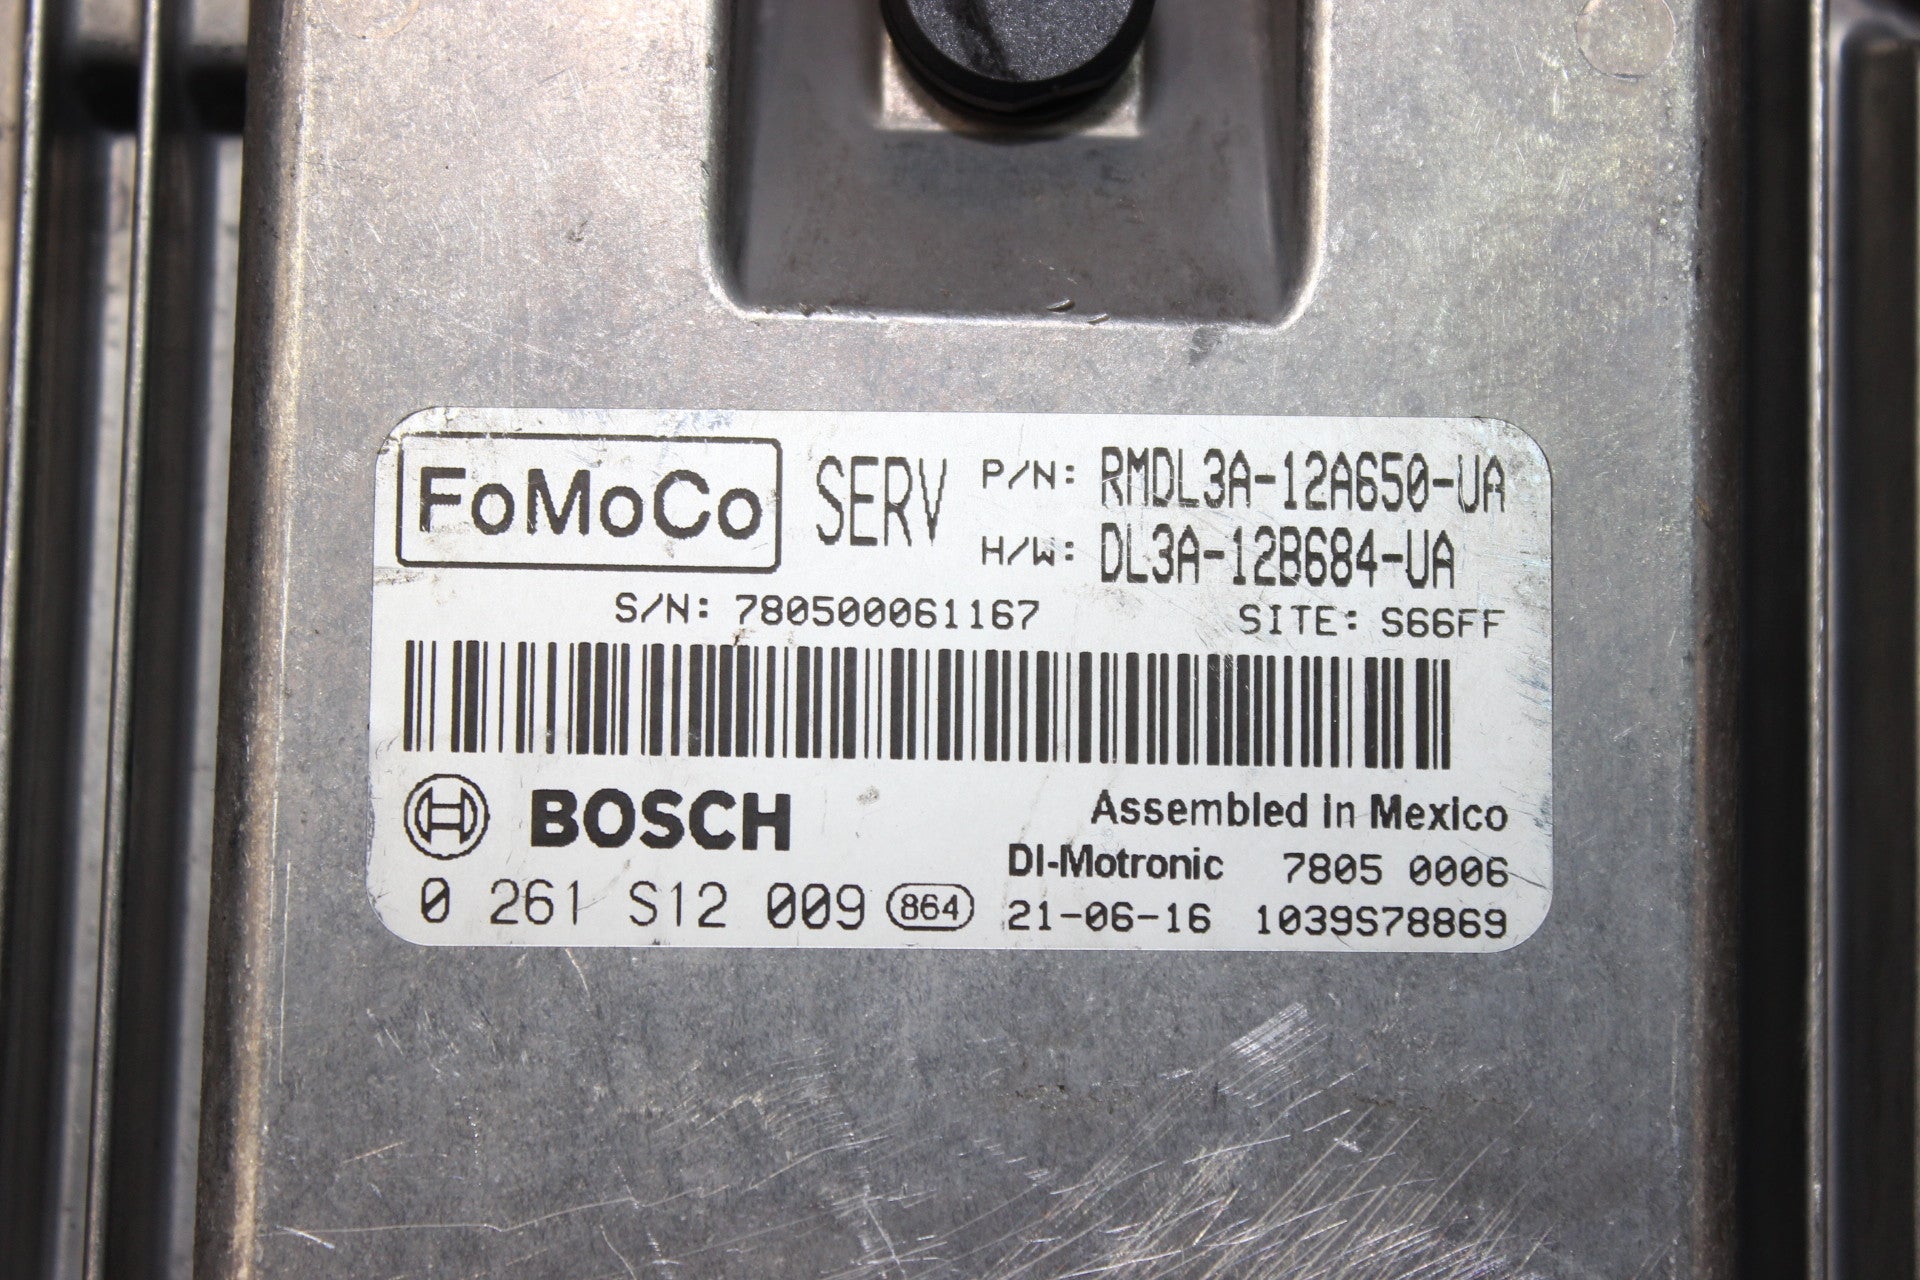 FoMoCo SERV P/N: RMDL3A-12A650-UA
H/W: DL3A-12B684-UA
S/N: 780500061167 SITE: S66FF
BOSCH Assembled in Mexico
DI-Motronic 7805 0006
0 261 S12 009 864 21-06-16 1039S78869